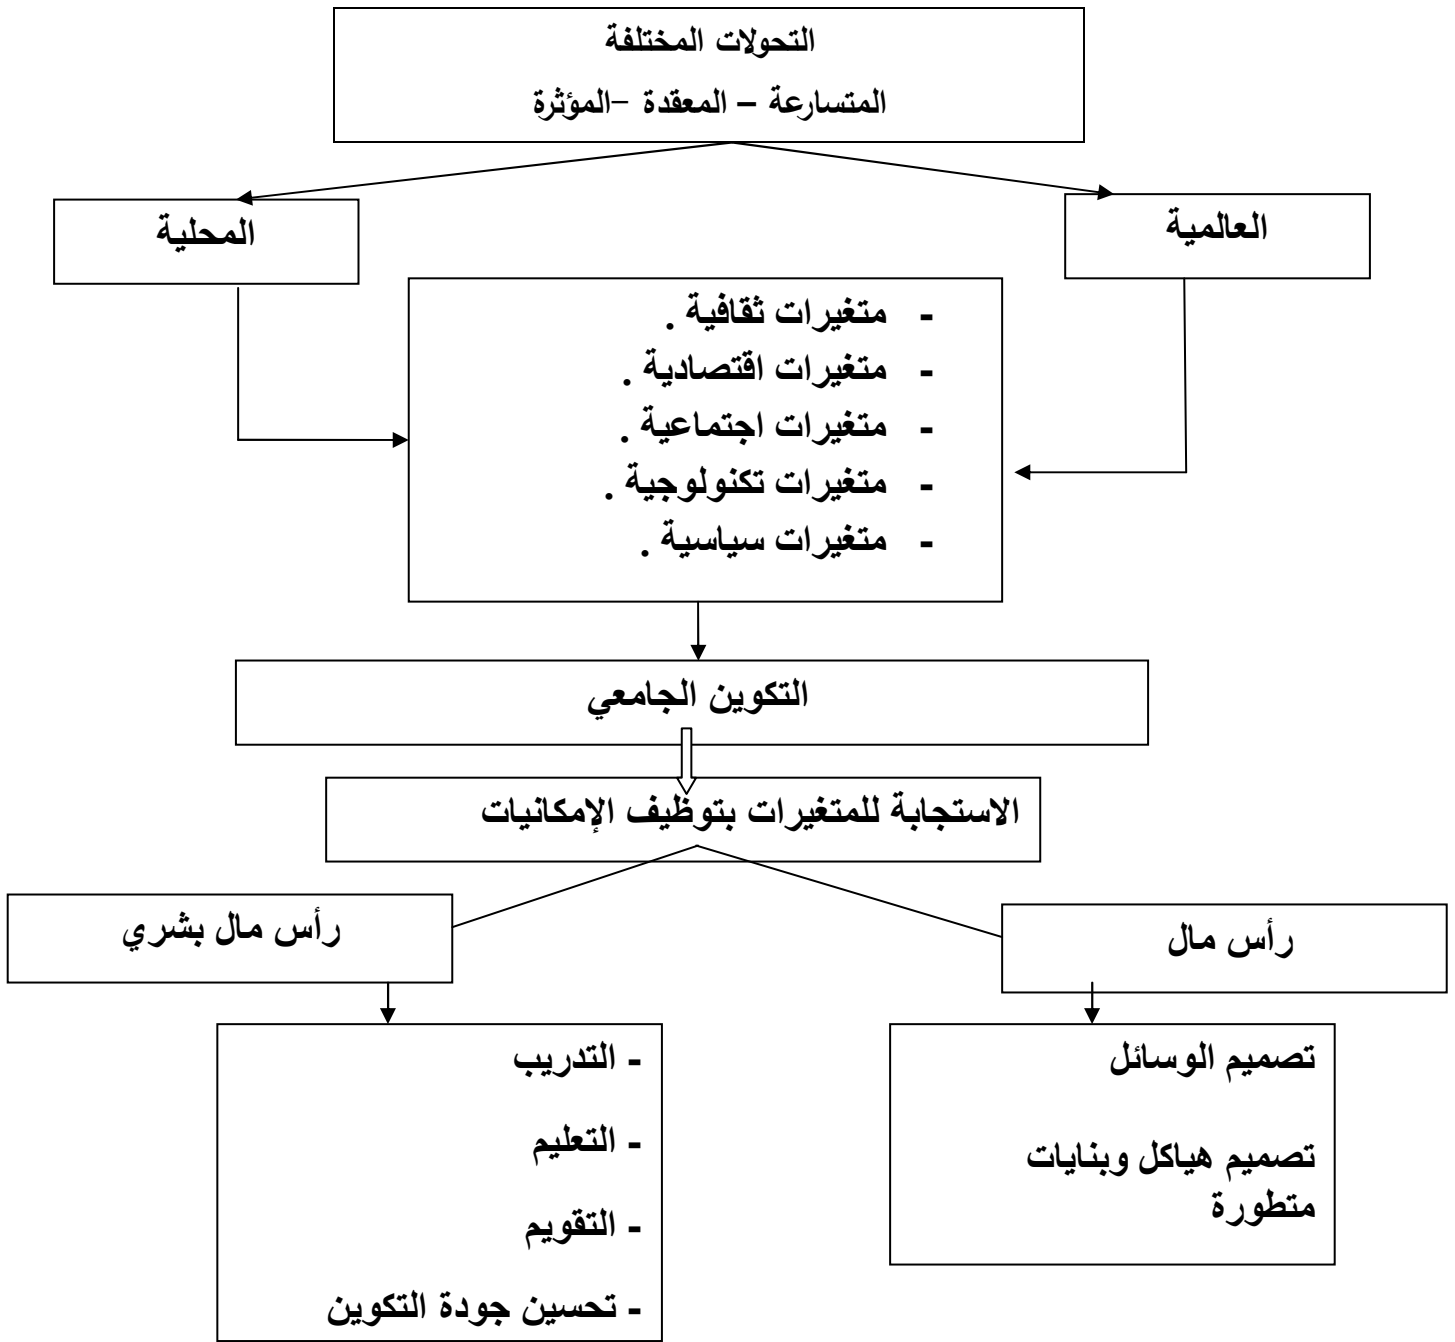 التحولات المختلفة
المتسارعة – المعقدة –المؤثرة
العالمية
المحلية
- متغيرات ثقافية .
- متغيرات اقتصادية .
- متغيرات اجتماعية .
- متغيرات تكنولوجية .
- متغيرات سياسية .
التكوين الجامعي
الاستجابة للمتغيرات بتوظيف الإمكانيات
رأس مال
رأس مال بشري
تصميم الوسائل
تصميم هياكل وبنايات
متطورة
- التدريب
- التعليم
- التقويم
- تحسين جودة التكوين